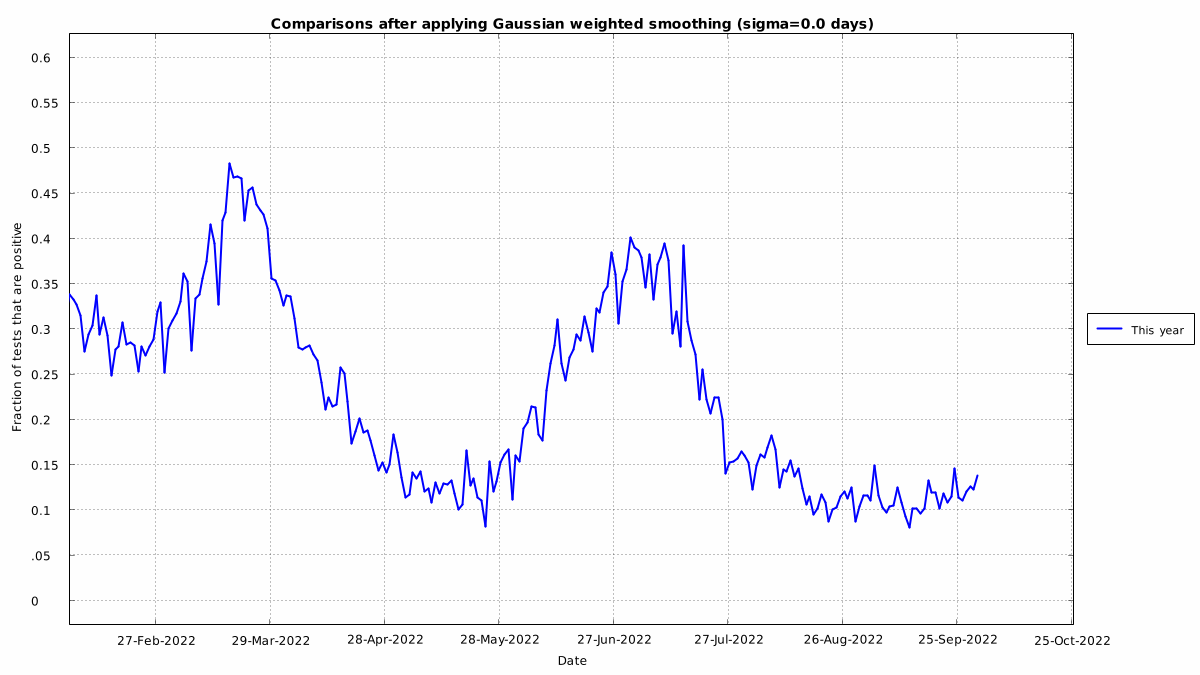 Comparisons after applying Gaussian weighted smoothing (sigma=0.0 days)
0.6
0.55
0.5
0.45
0.4
0.35
0.3
0.25
0.2
0.15
0.1
.05
0
Fraction of tests that are positive
This year
27-Feb-2022 29-Mar-2022 28-Apr-2022 28-May-2022 27-Jun-2022 27-Jul-2022 26-Aug-2022 25-Sep-2022 25-Oct-2022
Date